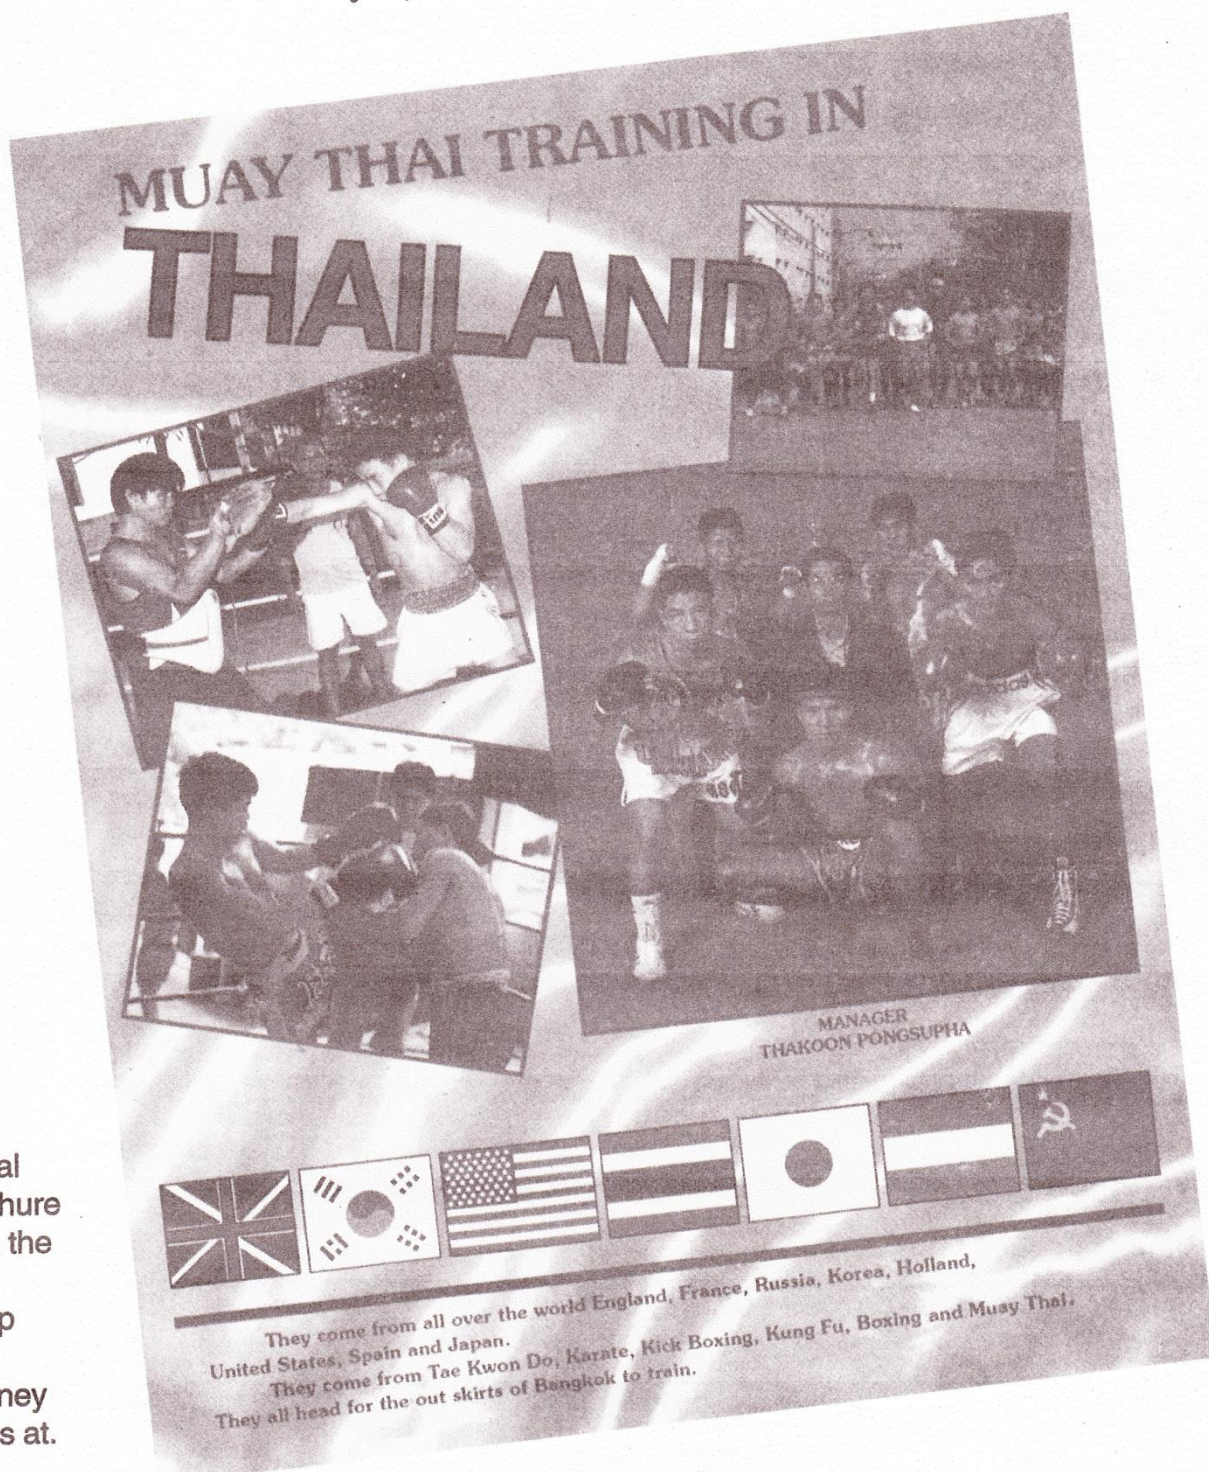 MUAY THAI TRAINING IN
THAILAND
MANAGER
THAKOON PONGSUPHA
They come from all over the world England, France, Russia, Korea, Holland,
United States, Spain and Japan.
They come from Tae Kwon Do, Karate, Kick Boxing, Kung Fu, Boxing and Muay Thai.
They all head for the out skirts of Bangkok to train.
al
hure
the
p
ney
s at.